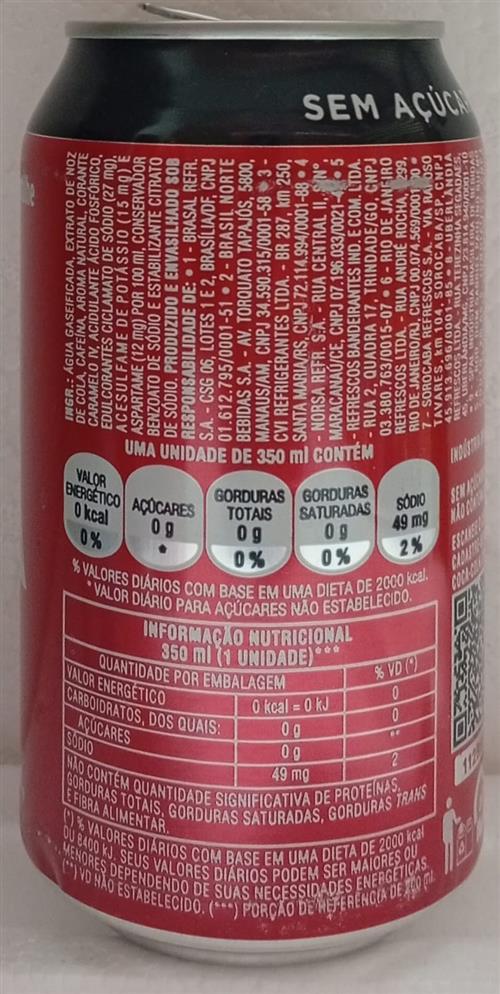 SEM AÇÚCA
INGR.: ÁGUA GASEIFICADA, EXTRATO DE NOZ
DE COLA, CAFEÍNA, AROMA NATURAL, CORANTE
CARAMELO IV, ACIDULANTE ÁCIDO FOSFÓRICO,
EDULCORANTES CICLAMATO DE SÓDIO (27 mg),
ACESULFAME DE POTÁSSIO (15 mg) E
ASPARTAME (12 mg) POR 100 ml, CONSERVADOR
BENZOATO DE SÓDIO E ESTABILIZANTE CITRATO
DE SÓDIO. PRODUZIDO E ENVASILHADO SOB
RESPONSABILIDADE DE: • 1 - BRASAL REFR.
S.A. - CSG 06, LOTES 1 E 2, BRASÍLIA/DF, CNPJ
01.612.795/0001-51 • 2 - BRASIL NORTE
BEBIDAS S.A. - AV. TORQUATO TAPAJÓS, 5800,
MANAUS/AM, CNPJ 34.590.315/0001-58 • 3 -
CVI REFRIGERANTES LTDA. - BR 287, km 250,
SANTA MARIA/RS, CNPJ 72.114.994/0001-88 • 4
- NORSA REFR. S.A. - RUA CENTRAL II,
MARACANAÚ/CE, CNPJ 07.196.033/0021 • 5
- REFRESCOS BANDEIRANTES IND. E COM. LTDA.
- RUA 2, QUADRA 17, TRINDADE/GO, CNPJ
03.380.763/0015-07 • 6 - RIO DE JANEIRO
REFRESCOS LTDA. - RUA ANDRÉ ROCHA,
RIO DE JANEIRO/RJ, CNPJ 00.074.569/0001
7 - SOROCABA REFRESCOS S.A. -
km 104 - SOROCABA/SP, CNPJ
UMA UNIDADE DE 350 ml CONTÉM
VALOR ENERGÉTICO 0 kcal 0%
AÇÚCARES 0 g *
GORDURAS TOTAIS 0 g 0%
GORDURAS SATURADAS 0 g 0%
SÓDIO 49 mg 2%
% VALORES DIÁRIOS COM BASE EM UMA DIETA DE 2000 kcal.
* VALOR DIÁRIO PARA AÇÚCARES NÃO ESTABELECIDO.
INFORMAÇÃO NUTRICIONAL
350 ml (1 UNIDADE)***
QUANTIDADE POR EMBALAGEM % VD (*)
VALOR ENERGÉTICO 0 kcal = 0 kJ 0
CARBOIDRATOS, DOS QUAIS: 0 g 0
AÇÚCARES 0 g **
SÓDIO 49 mg 2
NÃO CONTÉM QUANTIDADE SIGNIFICATIVA DE PROTEÍNAS,
GORDURAS TOTAIS, GORDURAS SATURADAS, GORDURAS TRANS
E FIBRA ALIMENTAR.
(*) % VALORES DIÁRIOS COM BASE EM UMA DIETA DE 2000 kcal
OU 8400 kJ. SEUS VALORES DIÁRIOS PODEM SER MAIORES OU
MENORES DEPENDENDO DE SUAS NECESSIDADES ENERGÉTICAS.
(**) VD NÃO ESTABELECIDO. (***) PORÇÃO DE REFERÊNCIA DE 200 ml.